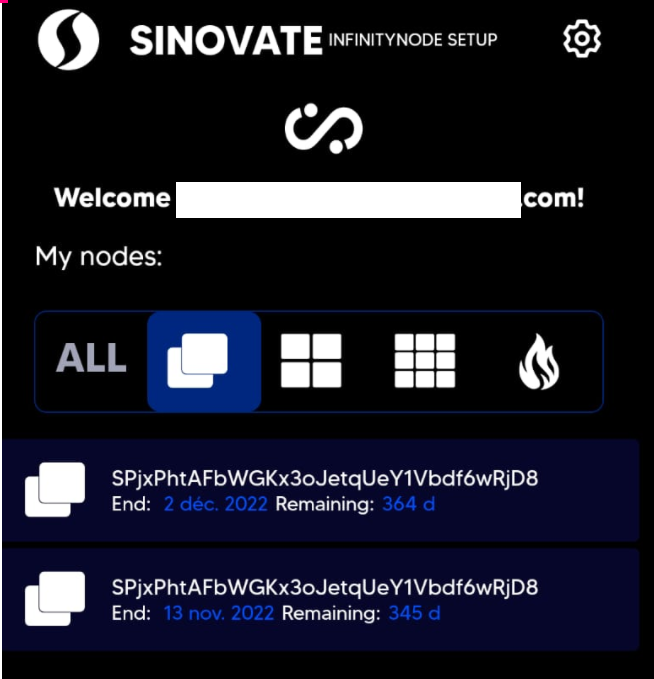 SINOVATE INFINITYNODE SETUP
Welcome .com!
My nodes:
ALL
SPjxPhtAFbWGKx3oJetqUeY1Vbdf6wRjD8
End: 2 déc. 2022 Remaining: 364 d
SPjxPhtAFbWGKx3oJetqUeY1Vbdf6wRjD8
End: 13 nov. 2022 Remaining: 345 d